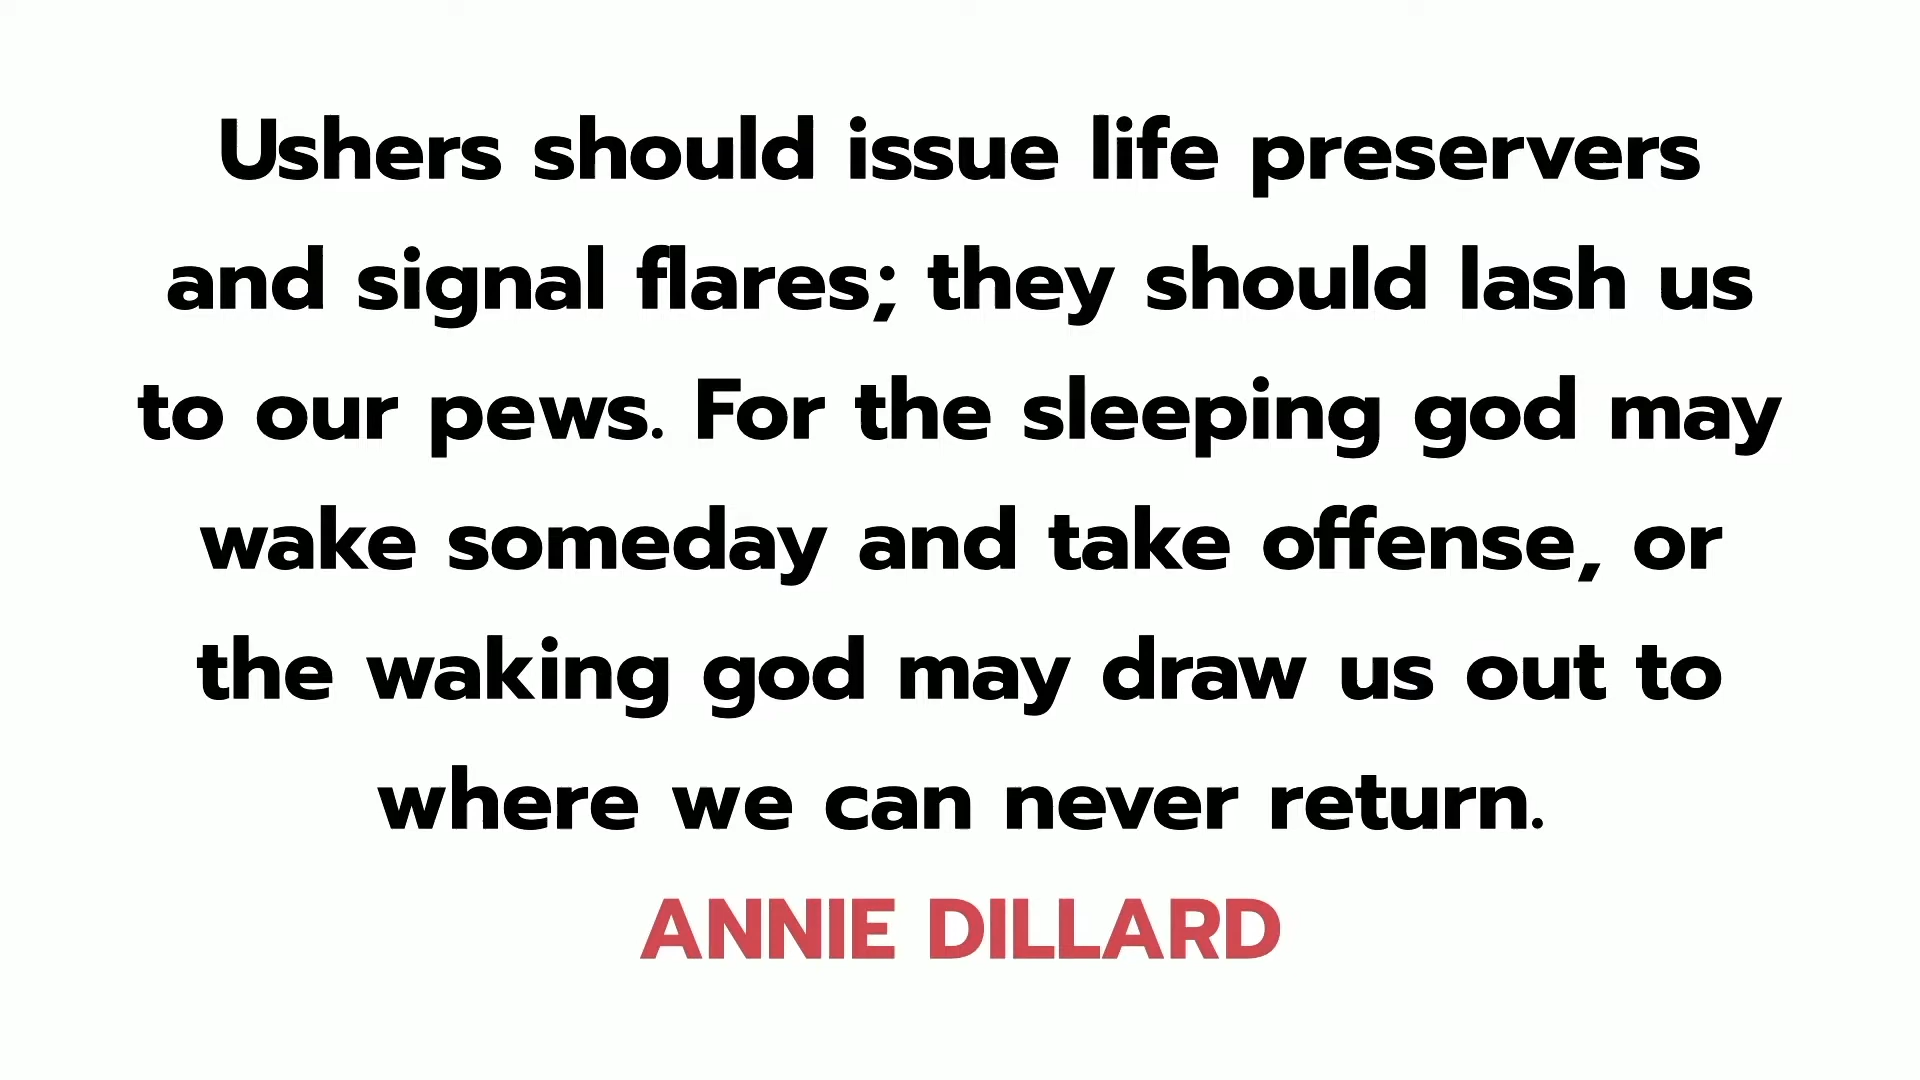 Ushers should issue life preservers
and signal flares; they should lash us
to our pews. For the sleeping god may
wake someday and take offense, or
the waking god may draw us out to
where we can never return.
ANNIE DILLARD